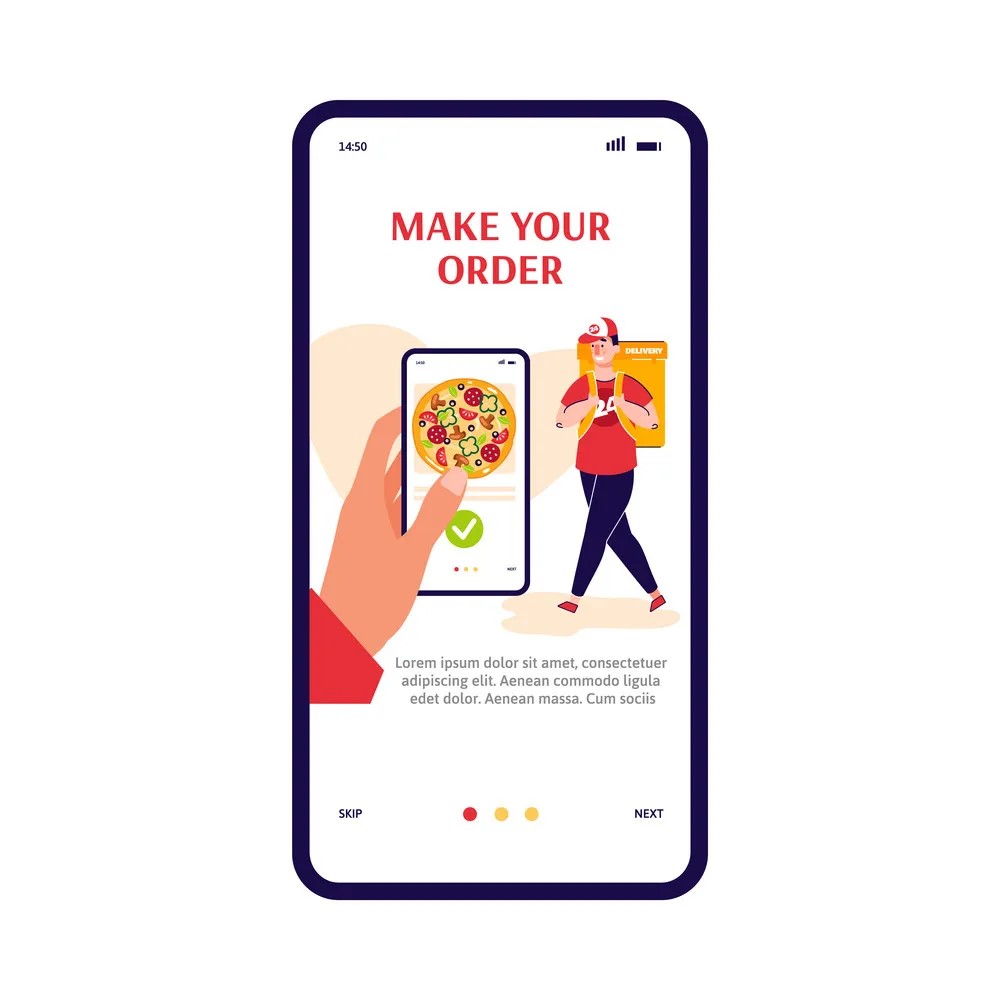 14:50
MAKE YOUR
ORDER
24
DELIVERY
14:50
24
NEXT
Lorem ipsum dolor sit amet, consectetuer
adipiscing elit. Aenean commodo ligula
edet dolor. Aenean massa. Cum sociis
SKIP
NEXT